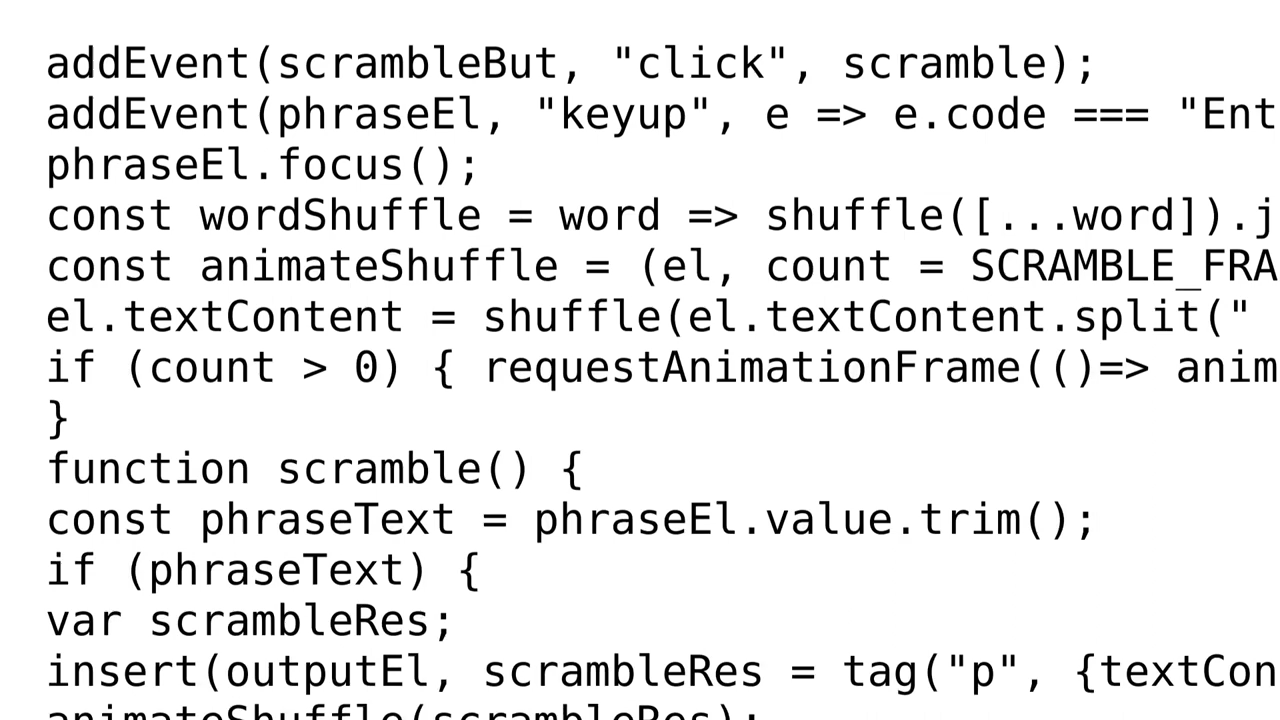 addEvent(scrambleBut, "click", scramble);
addEvent(phraseEl, "keyup", e => e.code === "Ent
phraseEl.focus();
const wordShuffle = word => shuffle([...word]).j
const animateShuffle = (el, count = SCRAMBLE_FRA
el.textContent = shuffle(el.textContent.split("
if (count > 0) { requestAnimationFrame(()=> anim
}
function scramble() {
const phraseText = phraseEl.value.trim();
if (phraseText) {
var scrambleRes;
insert(outputEl, scrambleRes = tag("p", {textCon
animateShuffle(scrambleRes);